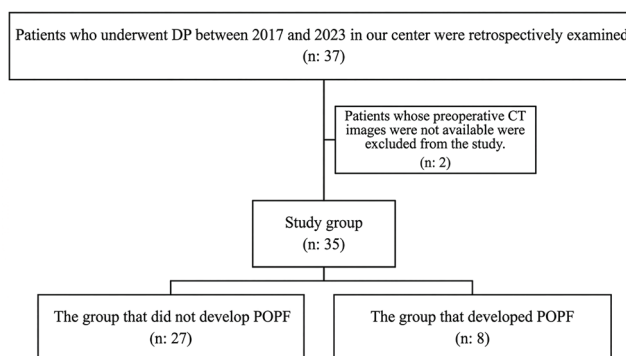 Patients who underwent DP between 2017 and 2023 in our center were retrospectively examined
(n: 37)
Patients whose preoperative CT
images were not available were
excluded from the study.
(n: 2)
Study group
(n: 35)
The group that did not develop POPF
(n: 27)
The group that developed POPF
(n: 8)